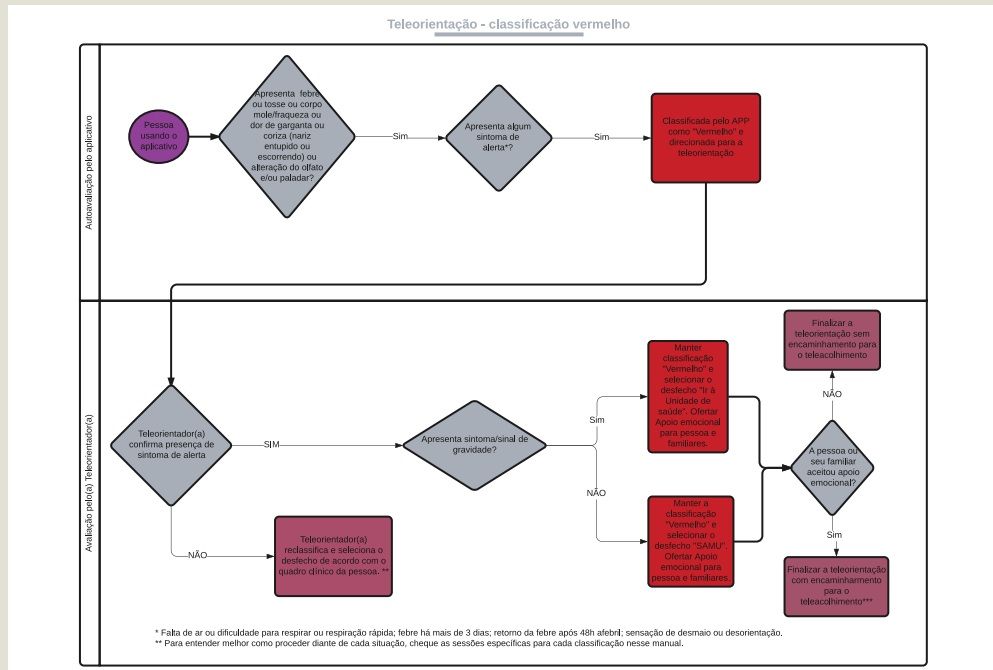 Teleorientação - classificação vermelho
Autoavaliação pelo aplicativo
Pessoa
usando o
aplicativo
Apresenta febre
ou tosse ou corpo
mole/fraqueza ou
dor de garganta ou
coriza (nariz
entupido ou
escorrendo) ou
alteração do olfato
e/ou paladar?
Sim
Apresenta algum
sintoma de
alerta*?
Sim
Classificada pelo APP
como "Vermelho" e
direcionada para a
teleorientação
Avaliação pelo(a) Teleorientador(a)
Teleorientador(a)
confirma presença de
sintoma de alerta
SIM
NÃO
Teleorientador(a)
reclassifica e seleciona o
desfecho de acordo com o
quadro clínico da pessoa. **
Apresenta sintoma/sinal de
gravidade?
Sim
NÃO
Manter
classificação
"Vermelho" e
selecionar o
desfecho "Ir à
Unidade de
saúde". Ofertar
Apoio emocional
para pessoa e
familiares.
Manter a
classificação
"Vermelho" e
selecionar o
desfecho "SAMU".
Ofertar Apoio
emocional para
pessoa e familiares.
A pessoa ou
seu familiar
aceitou apoio
emocional?
NÃO
Finalizar a
teleorientação sem
encaminhamento para
o teleacolhimento
Sim
Finalizar a teleorientação
com encaminharmento
para o
teleacolhimento***
* Falta de ar ou dificuldade para respirar ou respiração rápida; febre há mais de 3 dias; retorno da febre após 48h afebril; sensação de desmaio ou desorientação.
** Para entender melhor como proceder diante de cada situação, cheque as sessões específicas para cada classificação nesse manual.